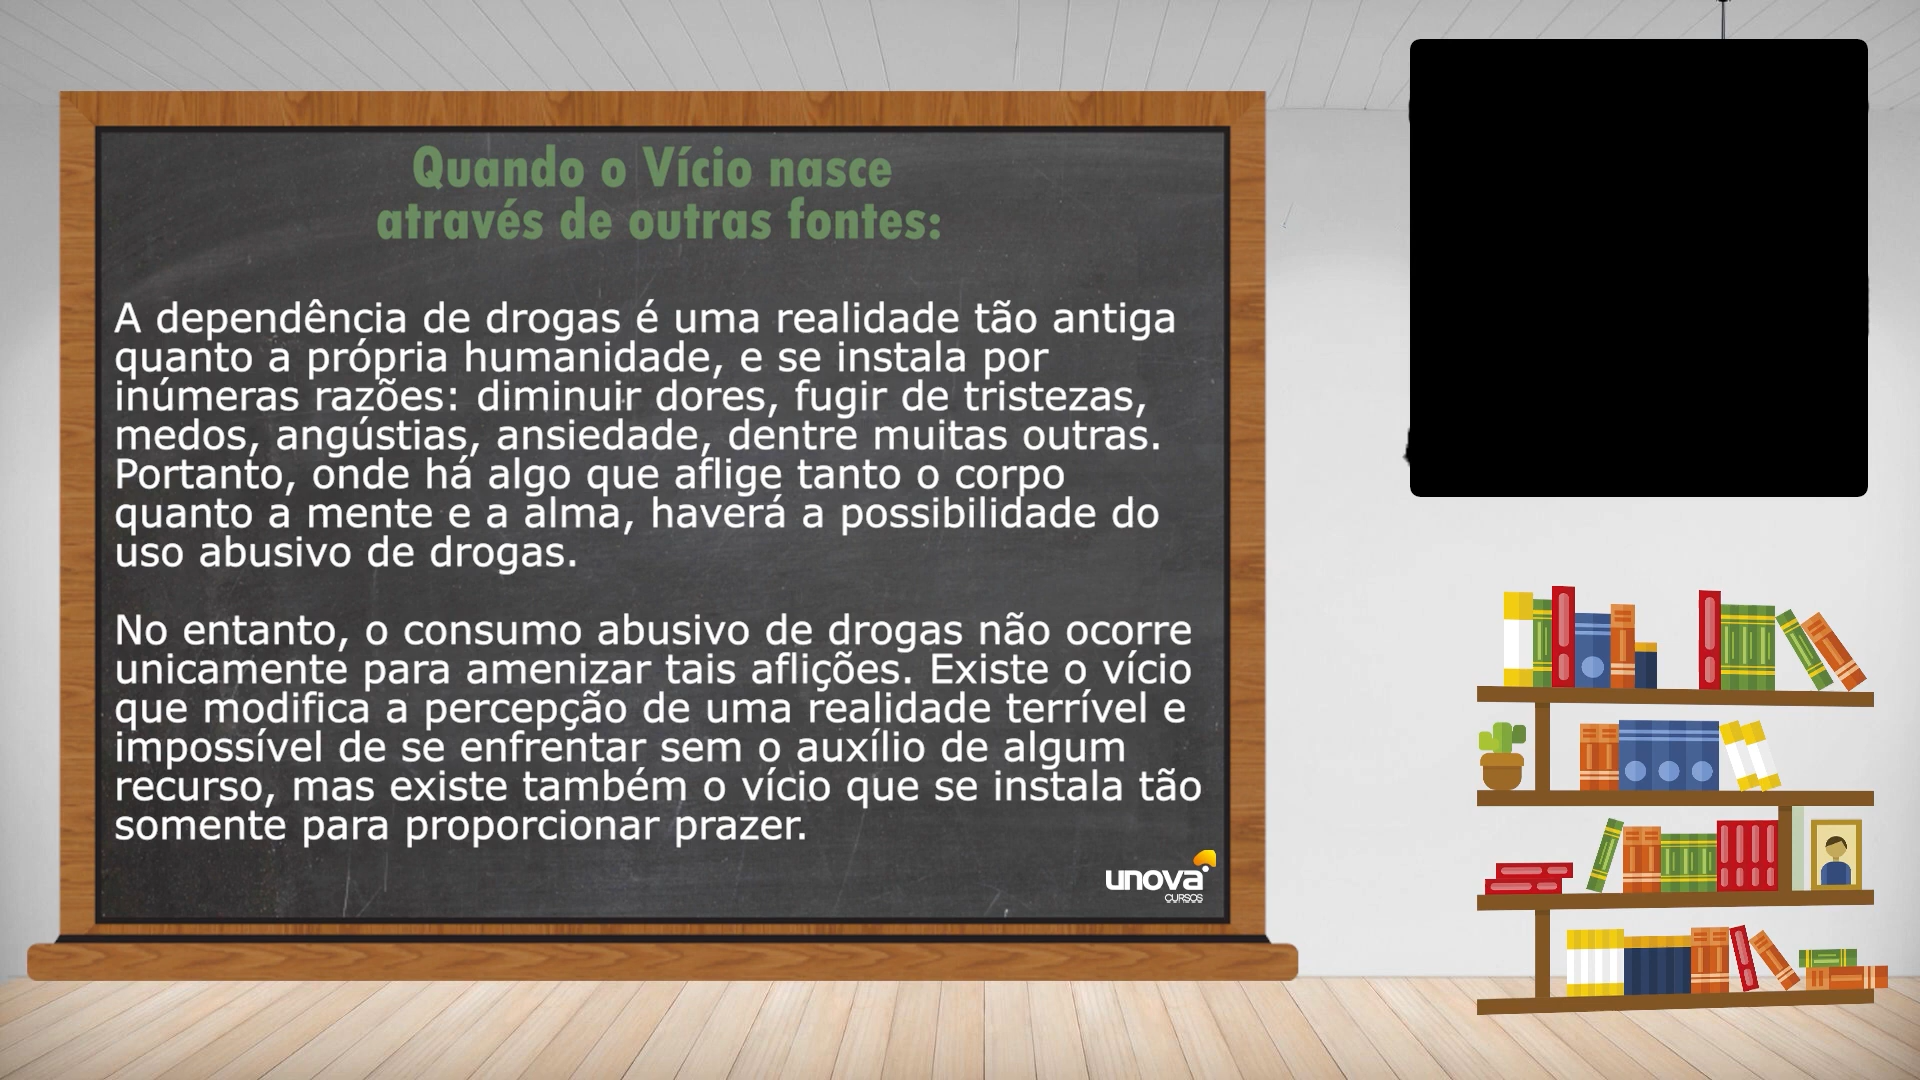 Quando o Vício nasce
através de outras fontes:
A dependência de drogas é uma realidade tão antiga
quanto a própria humanidade, e se instala por
inúmeras razões: diminuir dores, fugir de tristezas,
medos, angústias, ansiedade, dentre muitas outras.
Portanto, onde há algo que aflige tanto o corpo
quanto a mente e a alma, haverá a possibilidade do
uso abusivo de drogas.
No entanto, o consumo abusivo de drogas não ocorre
unicamente para amenizar tais aflições. Existe o vício
que modifica a percepção de uma realidade terrível e
impossível de se enfrentar sem o auxílio de algum
recurso, mas existe também o vício que se instala tão
somente para proporcionar prazer.
unova
CURSOS